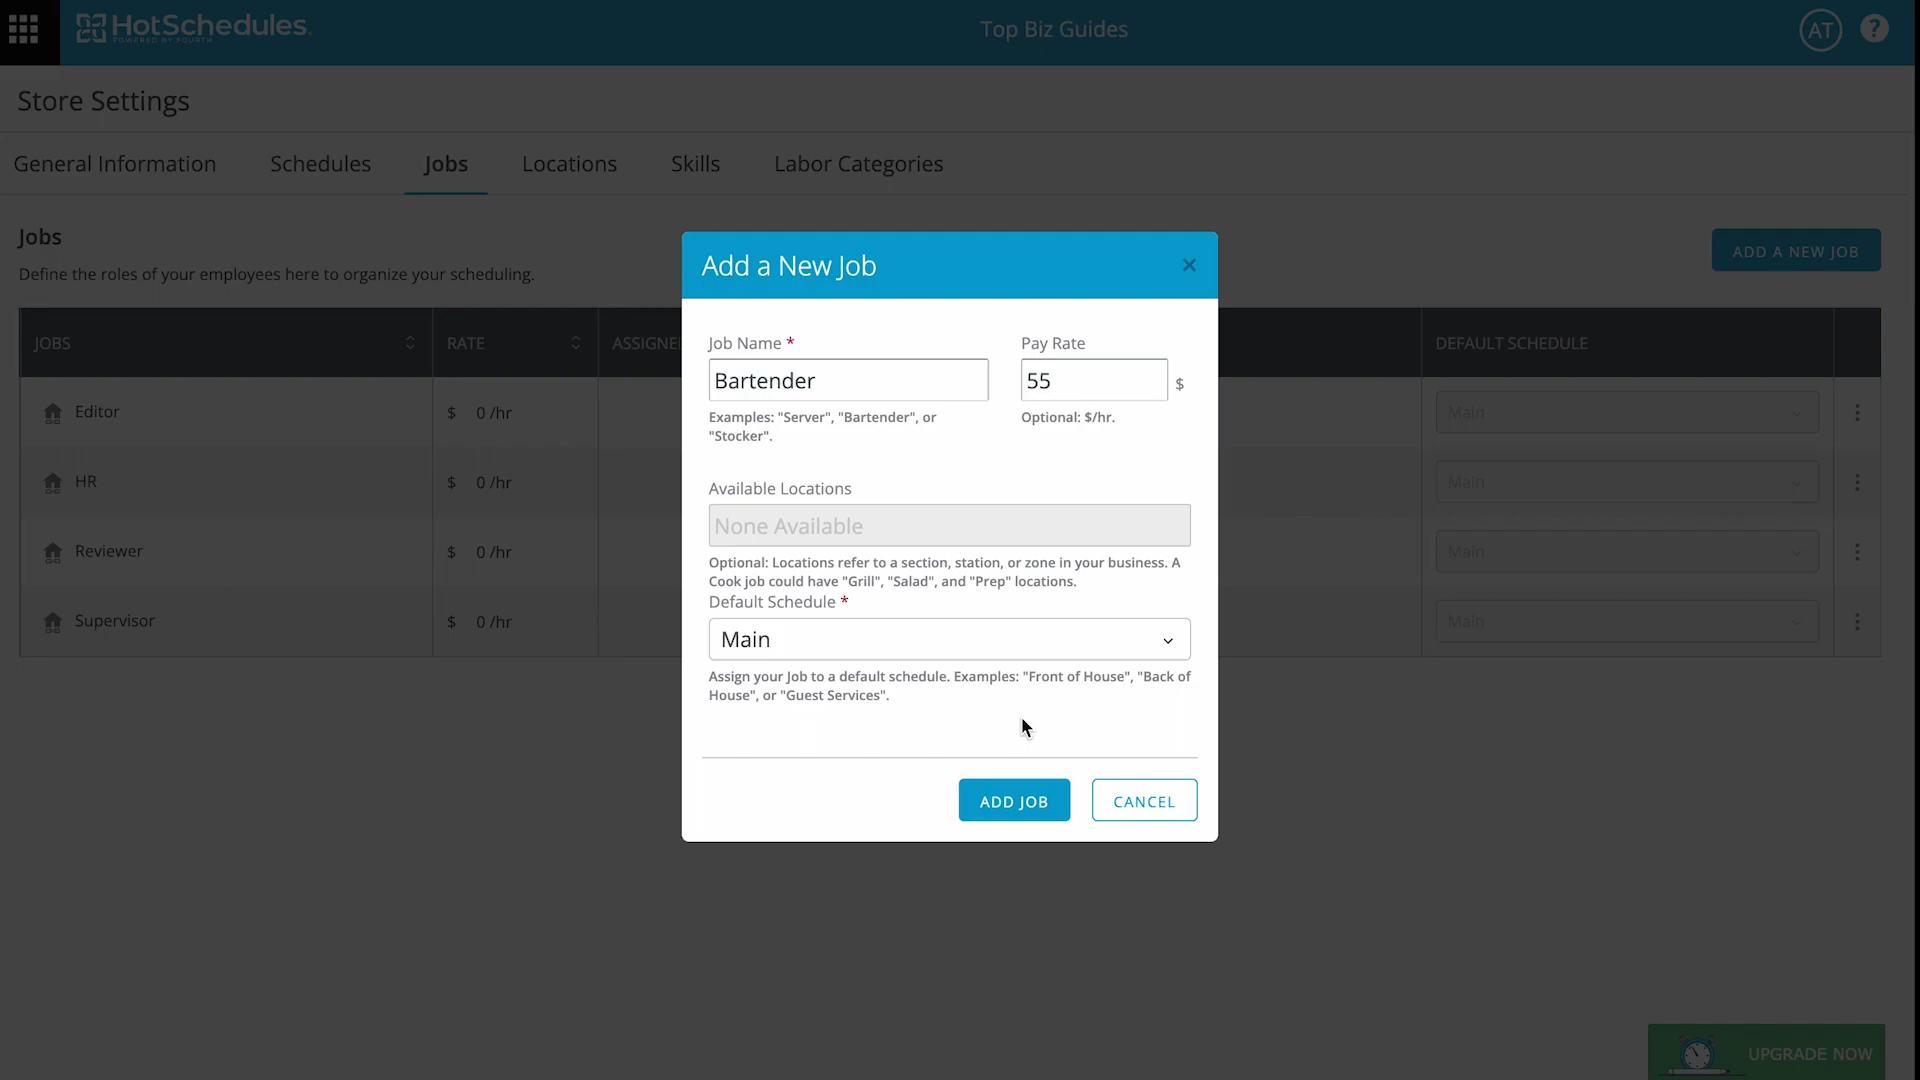 HotSchedules.
POWERED BY FOURTH
Top Biz Guides
AT
?
Store Settings
General Information
Schedules
Jobs
Locations
Skills
Labor Categories
Jobs
Define the roles of your employees here to organize your scheduling.
ADD A NEW JOB
JOBS
RATE
ASSIGNE
DEFAULT SCHEDULE
Editor
$ 0 /hr
Main
HR
$ 0 /hr
Main
Reviewer
$ 0 /hr
Main
Supervisor
$ 0 /hr
Main
Add a New Job
×
Job Name *
Pay Rate
Bartender
55
$
Examples: "Server", "Bartender", or
"Stocker".
Optional: $/hr.
Available Locations
None Available
Optional: Locations refer to a section, station, or zone in your business. A
Cook job could have "Grill", "Salad", and "Prep" locations.
Default Schedule *
Main
Assign your Job to a default schedule. Examples: "Front of House", "Back of
House", or "Guest Services".
ADD JOB
CANCEL
UPGRADE NOW